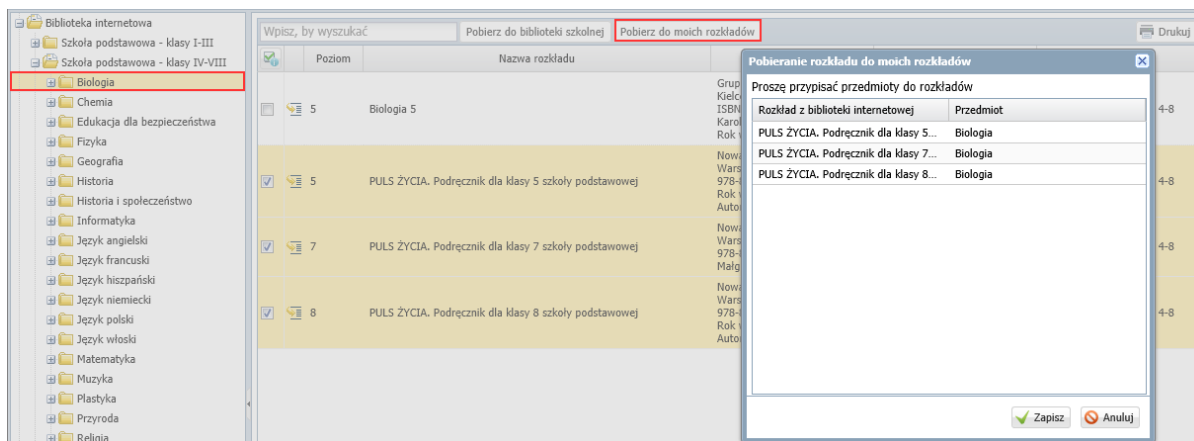 Biblioteka internetowa
Szkoła podstawowa - klasy I-III
Szkoła podstawowa - klasy IV-VIII
Biologia
Chemia
Edukacja dla bezpieczeństwa
Fizyka
Geografia
Historia
Historia i społeczeństwo
Informatyka
Język angielski
Język francuski
Język hiszpański
Język niemiecki
Język polski
Język włoski
Matematyka
Muzyka
Plastyka
Przyroda
Religia
Wpisz, by wyszukać Pobierz do biblioteki szkolnej Pobierz do moich rozkładów Drukuj
Poziom Nazwa rozkładu
5 Biologia 5
ISBN
Rok
4-8
5 PULS ŻYCIA. Podręcznik dla klasy 5 szkoły podstawowej
4-8
7 PULS ŻYCIA. Podręcznik dla klasy 7 szkoły podstawowej
4-8
8 PULS ŻYCIA. Podręcznik dla klasy 8 szkoły podstawowej
4-8
Pobieranie rozkładu do moich rozkładów
Proszę przypisać przedmioty do rozkładów
Rozkład z biblioteki internetowej Przedmiot
PULS ŻYCIA. Podręcznik dla klasy 5... Biologia
PULS ŻYCIA. Podręcznik dla klasy 7... Biologia
PULS ŻYCIA. Podręcznik dla klasy 8... Biologia
Zapisz Anuluj